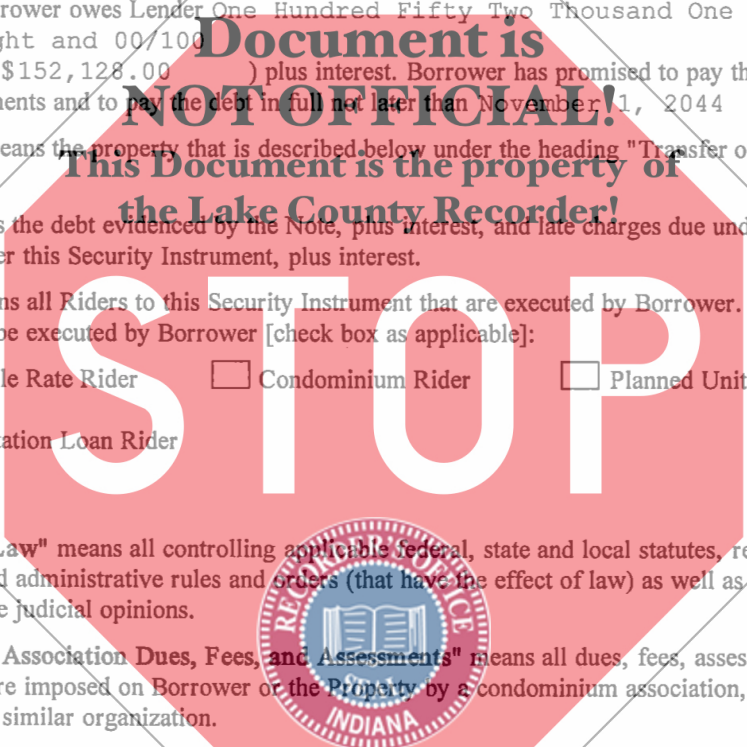 rower owes Lender One Hundred Fifty Two Thousand One
ght and 00/100
Document is
$152,128.00 ) plus interest. Borrower has promised to pay th
NOT OFFICIAL!
ents and to pay the debt in full not later than November 1, 2044
eans the property that is described below under the heading "Transfer o
This Document is the property of
the Lake County Recorder!
s the debt evidenced by the Note, plus interest, and late charges due und
er this Security Instrument, plus interest.
ns all Riders to this Security Instrument that are executed by Borrower.
be executed by Borrower [check box as applicable]:
le Rate Rider Condominium Rider Planned Unit
STOP
tation Loan Rider
Law" means all controlling applicable federal, state and local statutes, re
d administrative rules and orders (that have the effect of law) as well as
e judicial opinions.
RECORDER'S OFFICE
SEAL
INDIANA
Association Dues, Fees, and Assessments" means all dues, fees, asses
re imposed on Borrower or the Property by a condominium association,
similar organization.